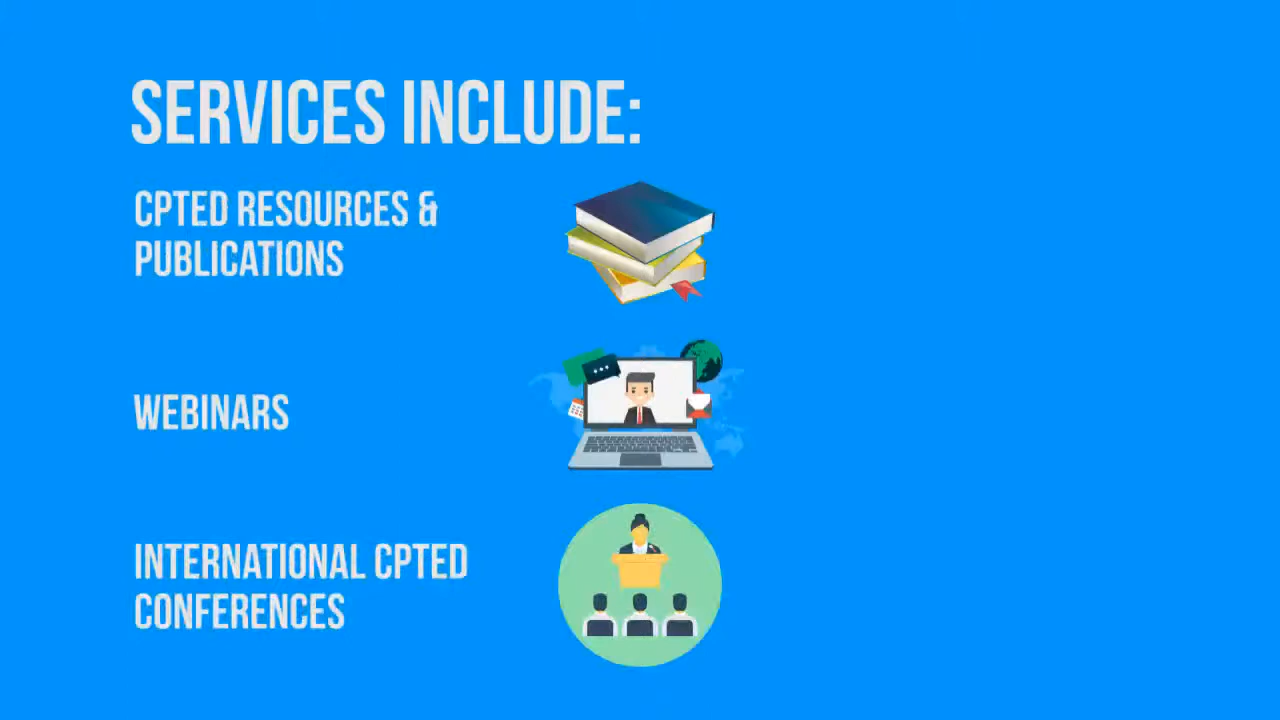 SERVICES INCLUDE:
CPTED RESOURCES &
PUBLICATIONS
WEBINARS
INTERNATIONAL CPTED
CONFERENCES